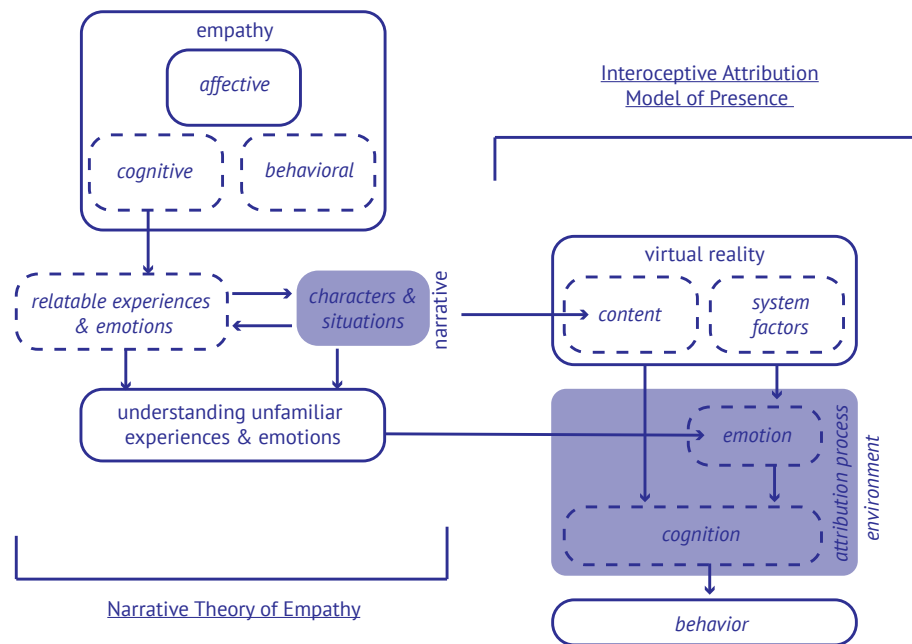 empathy
affective
cognitive
behavioral
relatable experiences
& emotions
characters &
situations
narrative
understanding unfamiliar
experiences & emotions
Narrative Theory of Empathy
Interoceptive Attribution
Model of Presence
virtual reality
content
system
factors
emotion
cognition
attribution process
environment
behavior